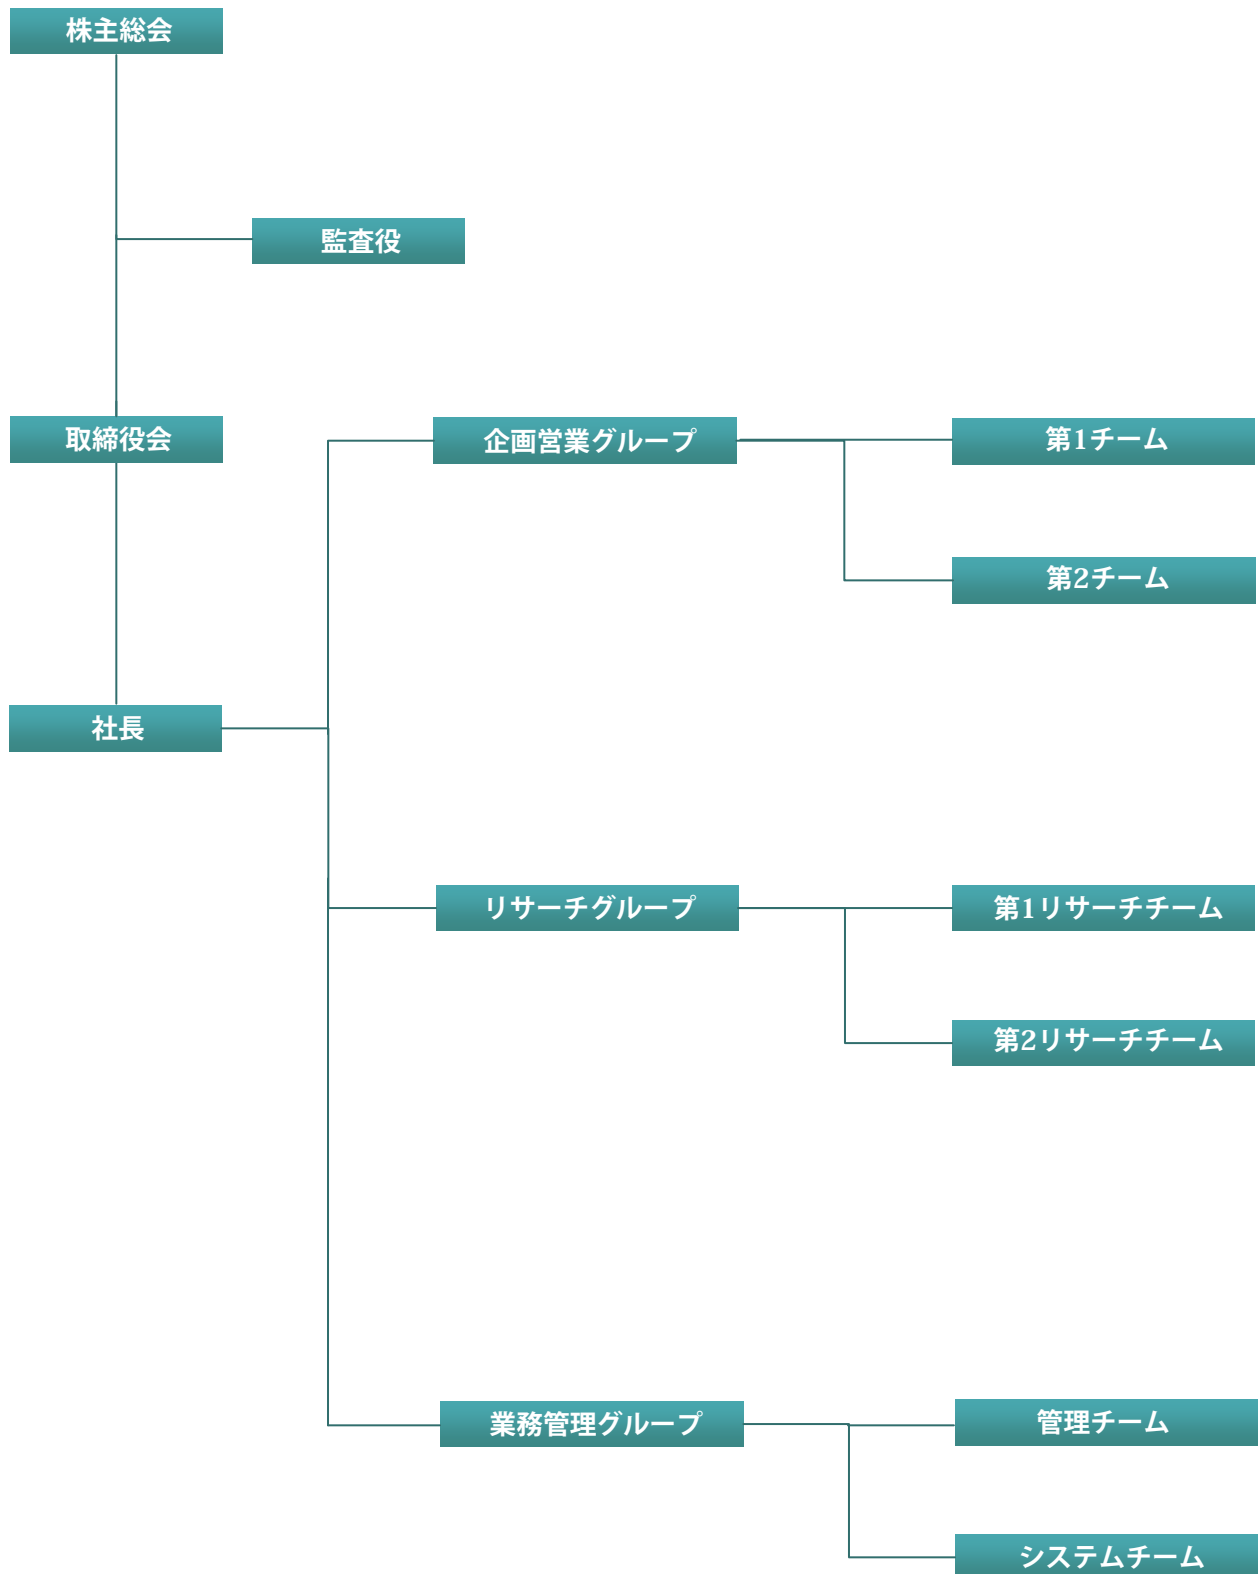 株主総会
監査役
取締役会
企画営業グループ
第1チーム
第2チーム
社長
リサーチグループ
第1リサーチチーム
第2リサーチチーム
業務管理グループ
管理チーム
システムチーム